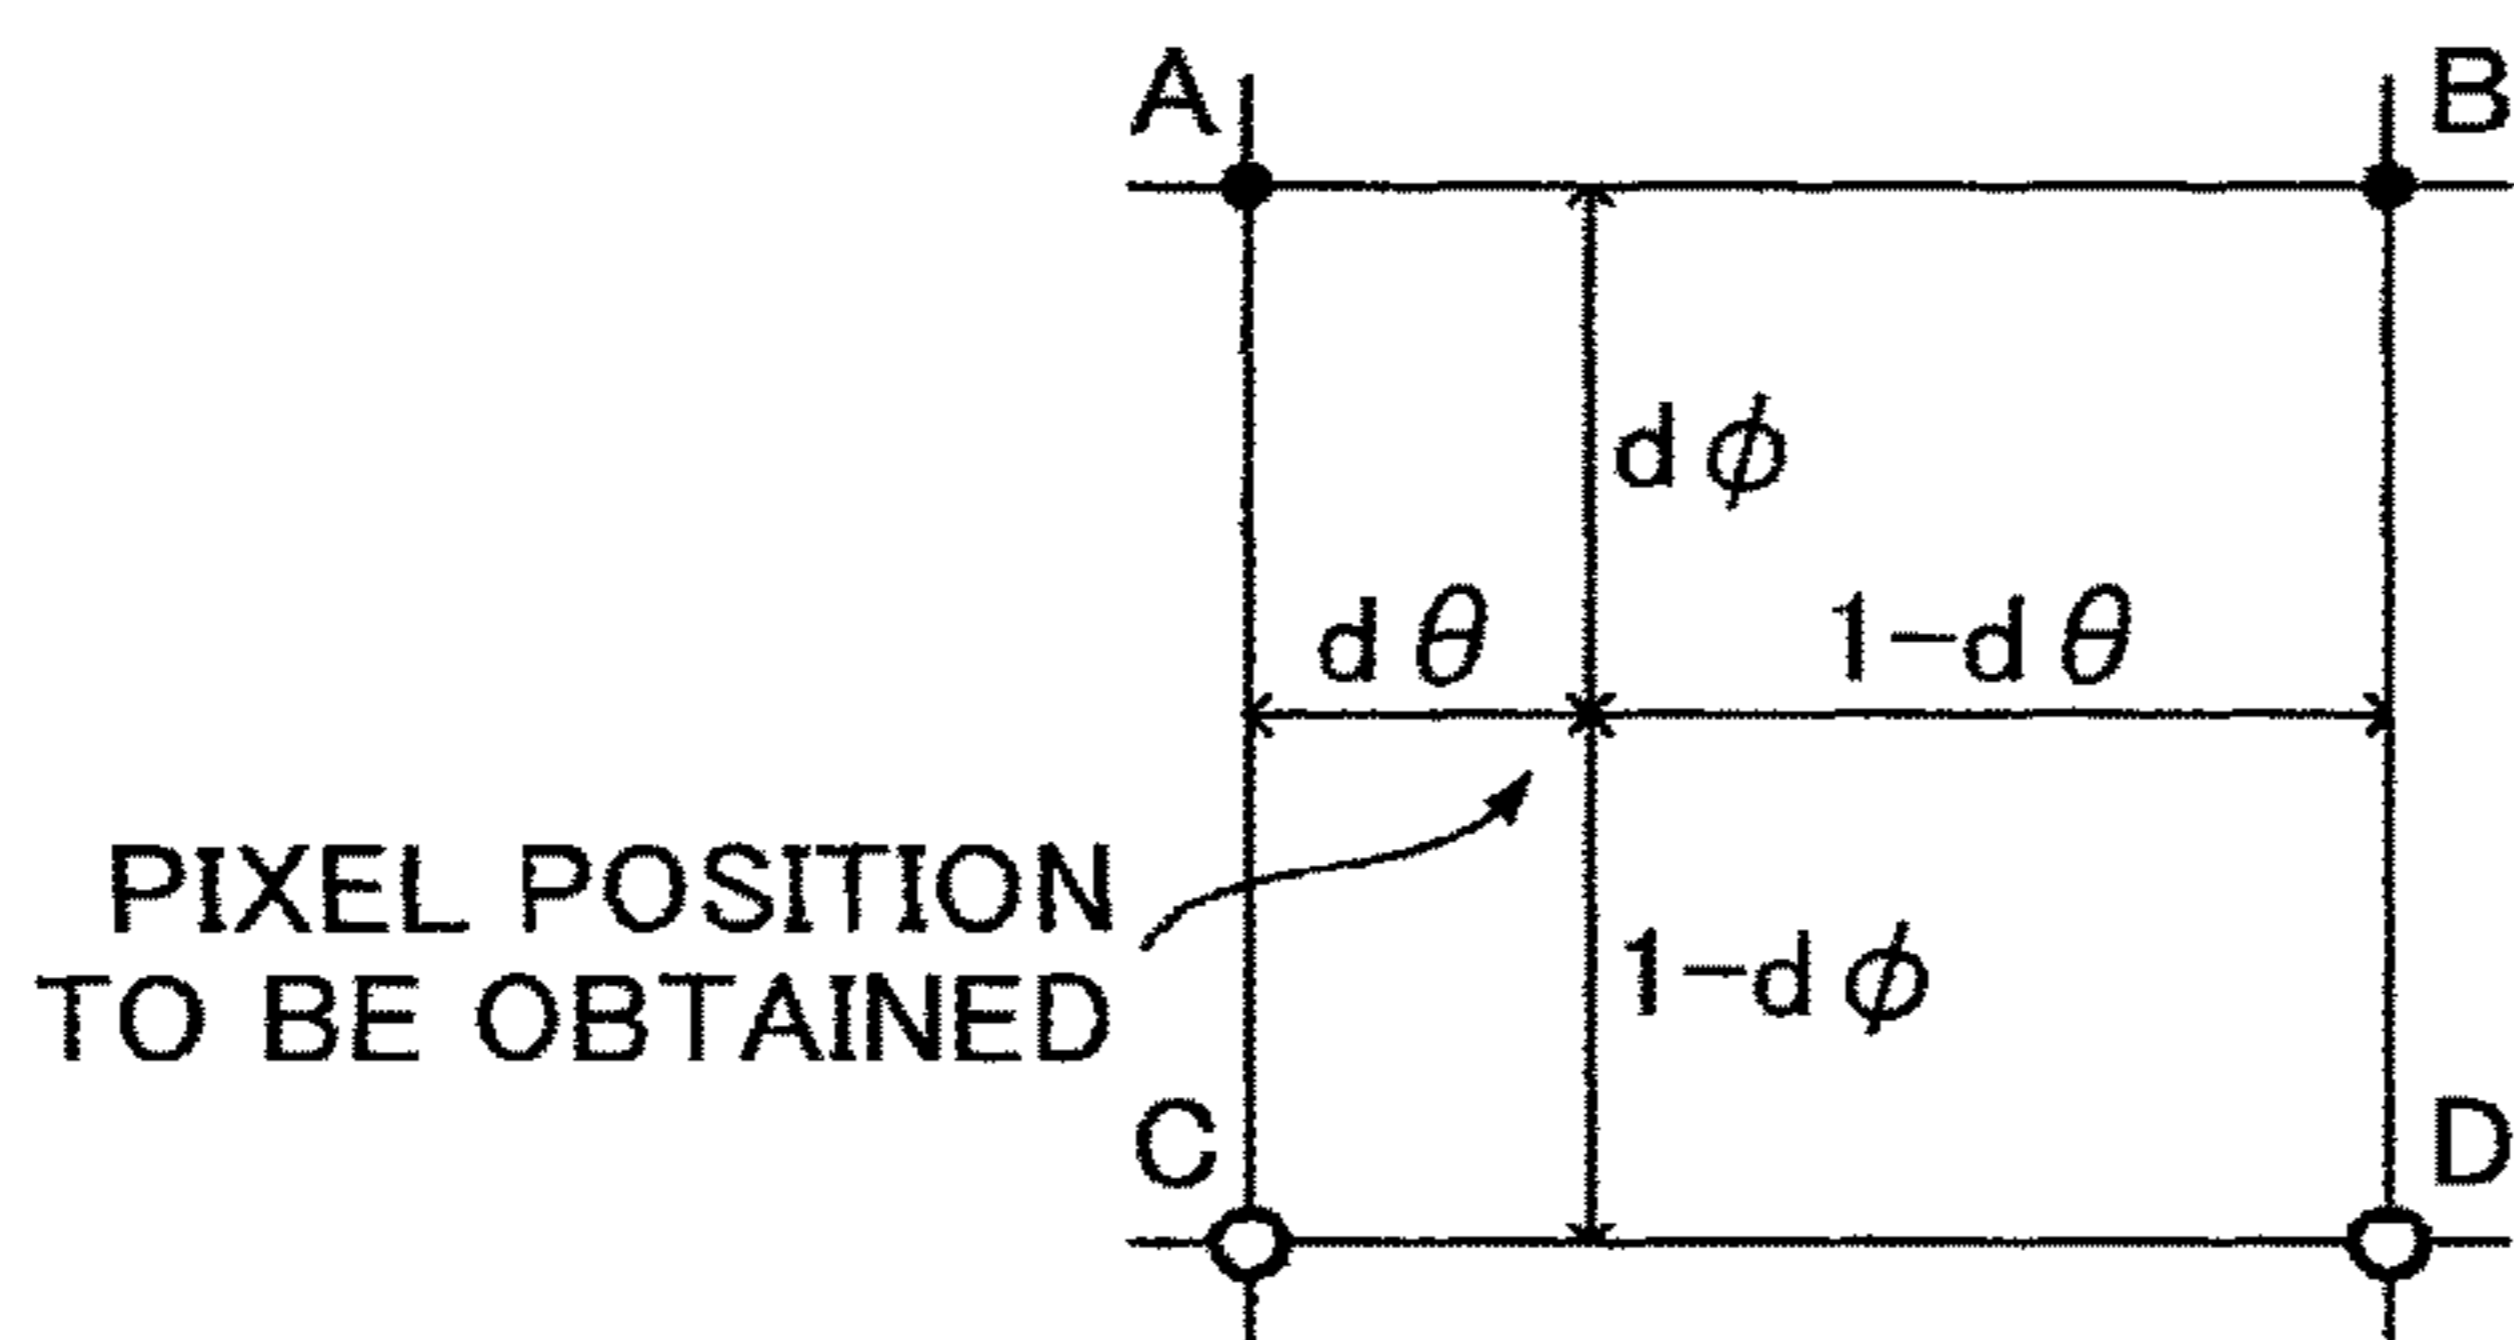 A B
dϕ
dθ 1-dθ
PIXEL POSITION
TO BE OBTAINED
1-dϕ
C D